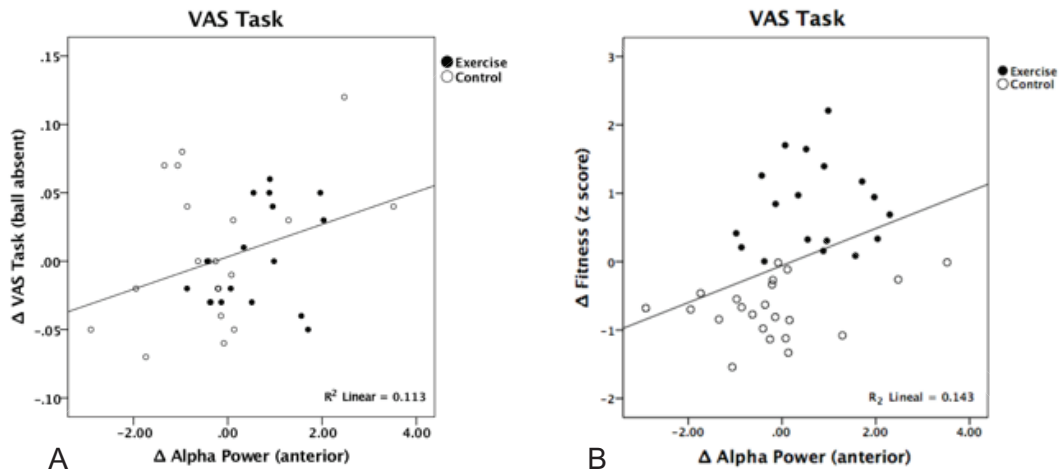 VAS Task
Exercise
Control
.15
.10
.05
.00
-.05
-.10
Δ VAS Task (ball absent)
R² Linear = 0.113
-2.00 .00 2.00 4.00
Δ Alpha Power (anterior)
A
VAS Task
Exercise
Control
3
2
1
0
-1
-2
Δ Fitness (z score)
R₂ Lineal = 0.143
-2.00 .00 2.00 4.00
Δ Alpha Power (anterior)
B